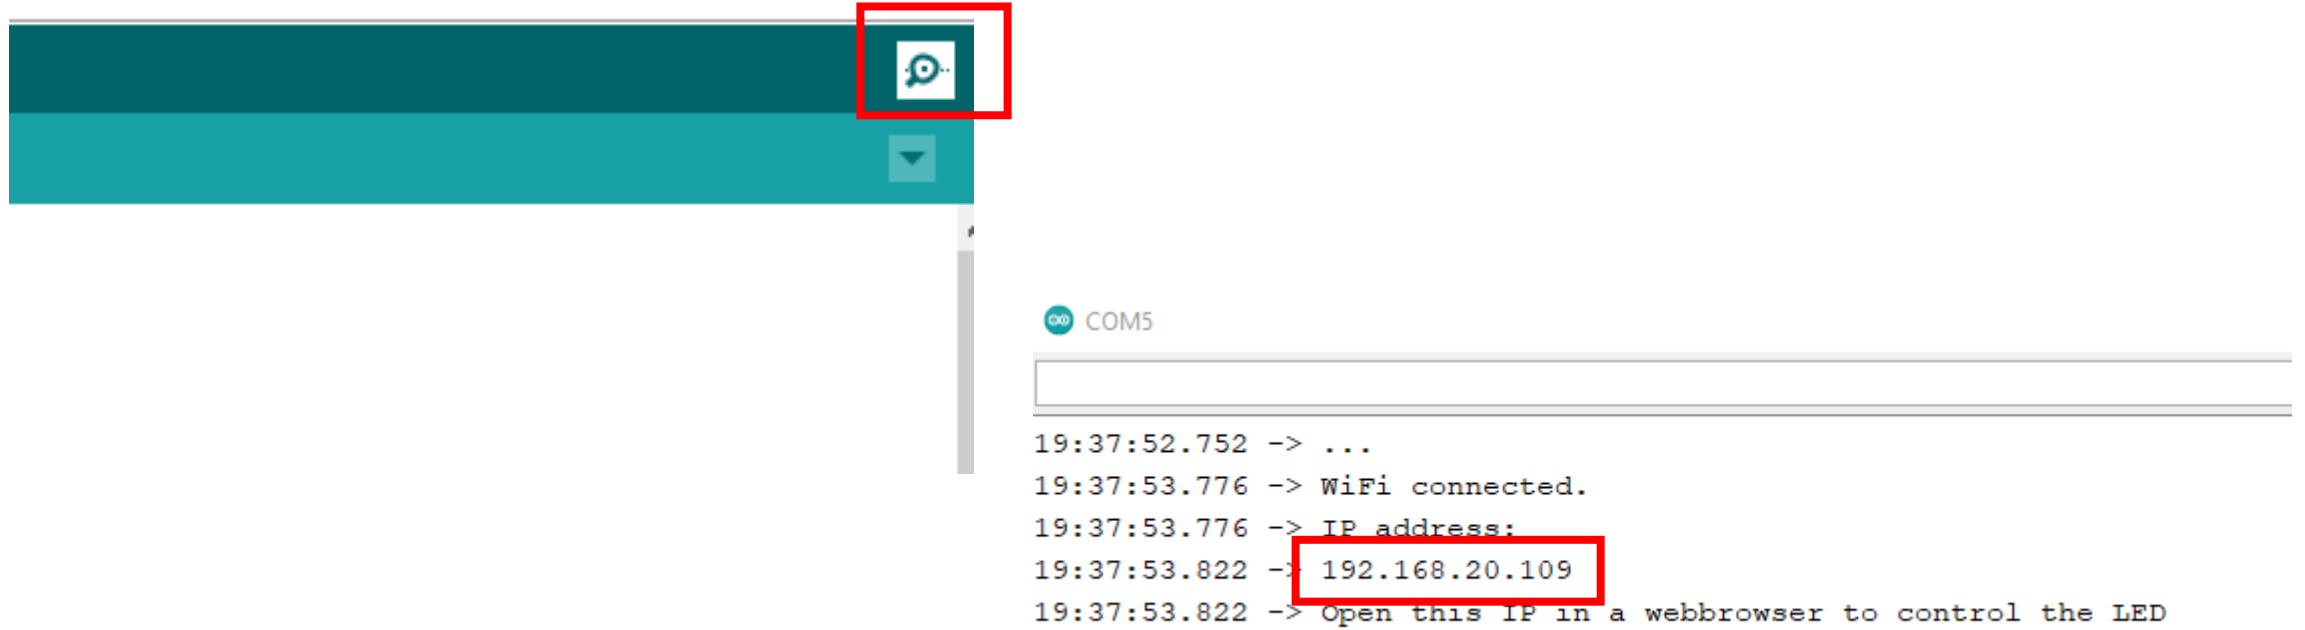 COM5
19:37:52.752 -> ...
19:37:53.776 -> WiFi connected.
19:37:53.776 -> IP address:
19:37:53.822 -> 192.168.20.109
19:37:53.822 -> Open this IP in a webbrowser to control the LED